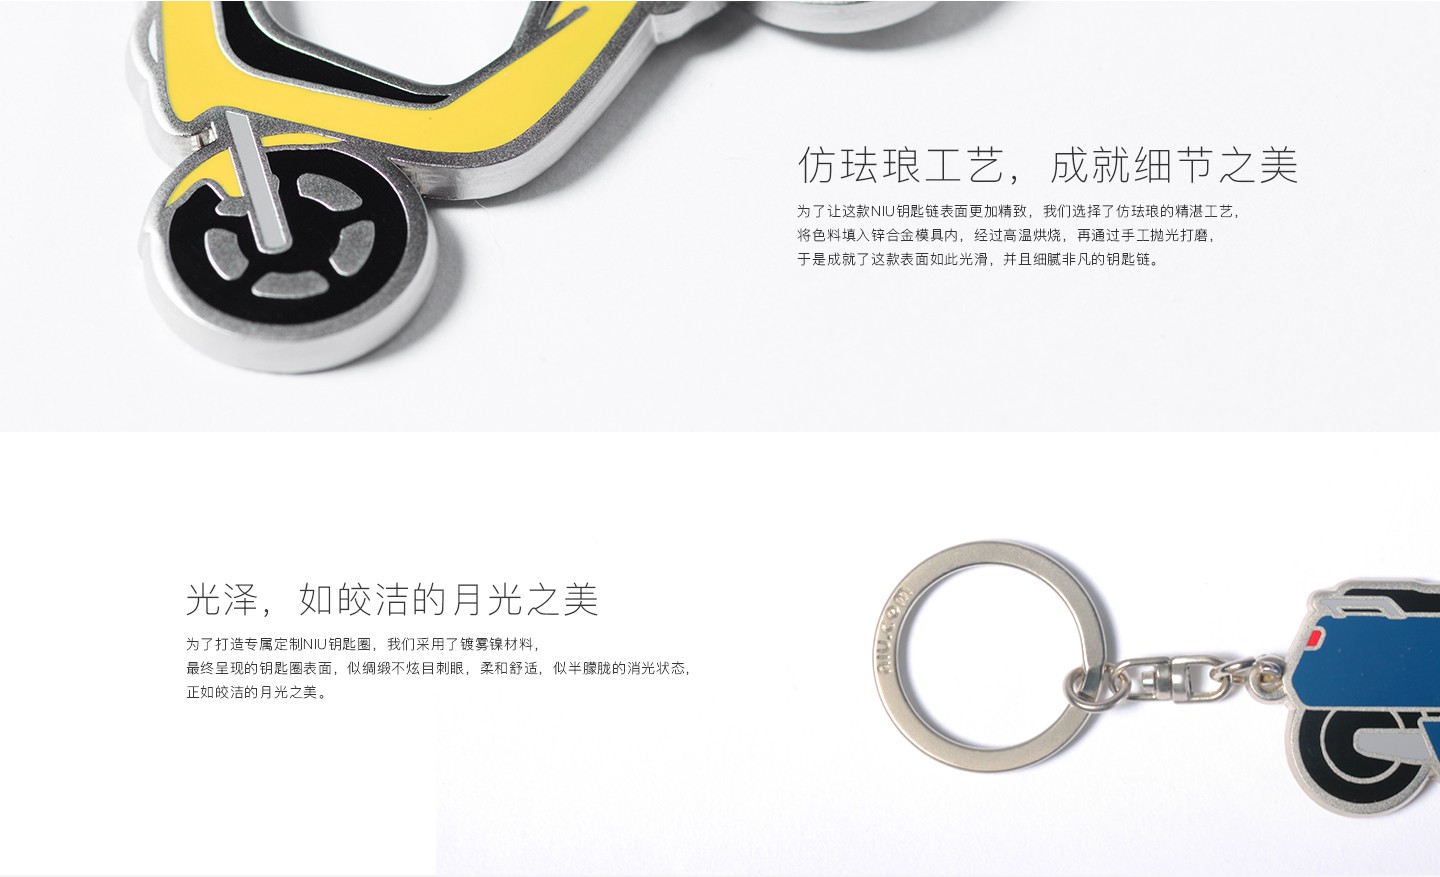 仿珐琅工艺，成就细节之美
为了让这款NIU钥匙链表面更加精致，我们选择了仿珐琅的精湛工艺，
将色料填入锌合金模具内，经过高温烘烧，再通过手工抛光打磨，
于是成就了这款表面如此光滑，并且细腻非凡的钥匙链。
光泽，如皎洁的月光之美
为了打造专属定制NIU钥匙圈，我们采用了镀雾镍材料，
最终呈现的钥匙圈表面，似绸缎不炫目刺眼，柔和舒适，似半朦胧的消光状态，
正如皎洁的月光之美。
niu.com